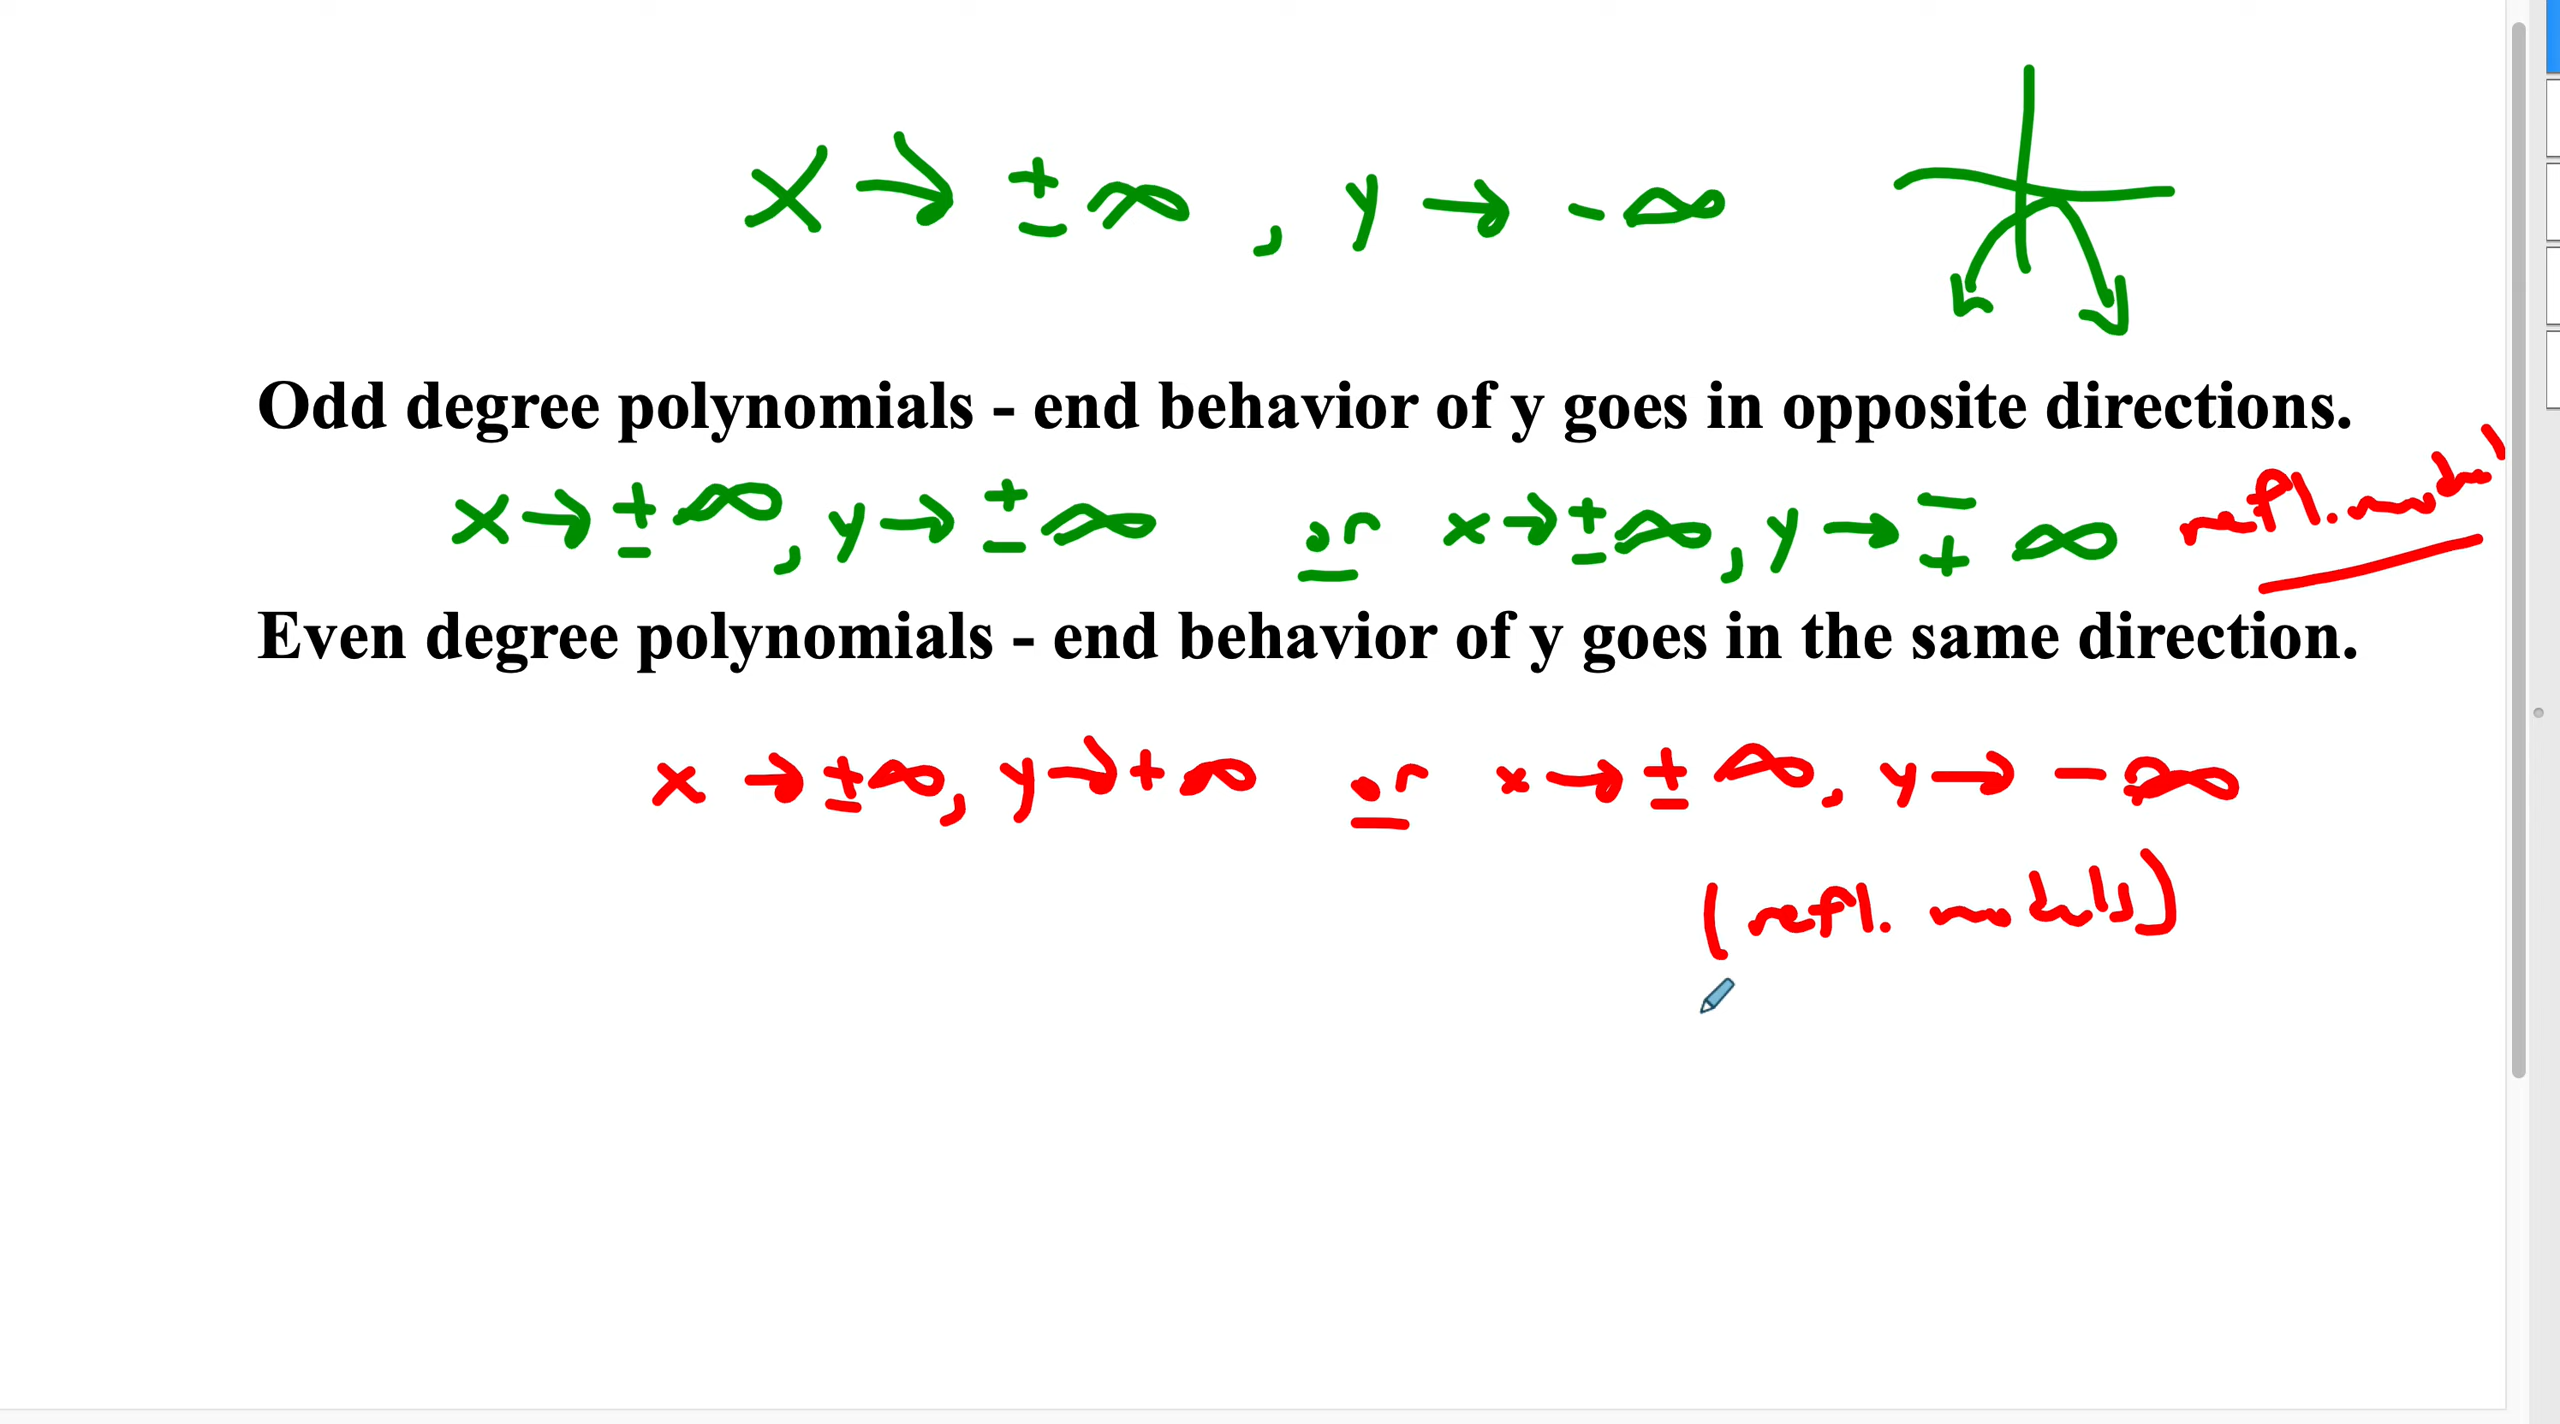 x → ±∞, y → -∞
Odd degree polynomials - end behavior of y goes in opposite directions.
x → ±∞, y → ±∞ or x → ±∞, y → ∓∞ refl. model
Even degree polynomials - end behavior of y goes in the same direction.
x → ±∞, y → +∞ or x → ±∞, y → -∞
(refl. models)